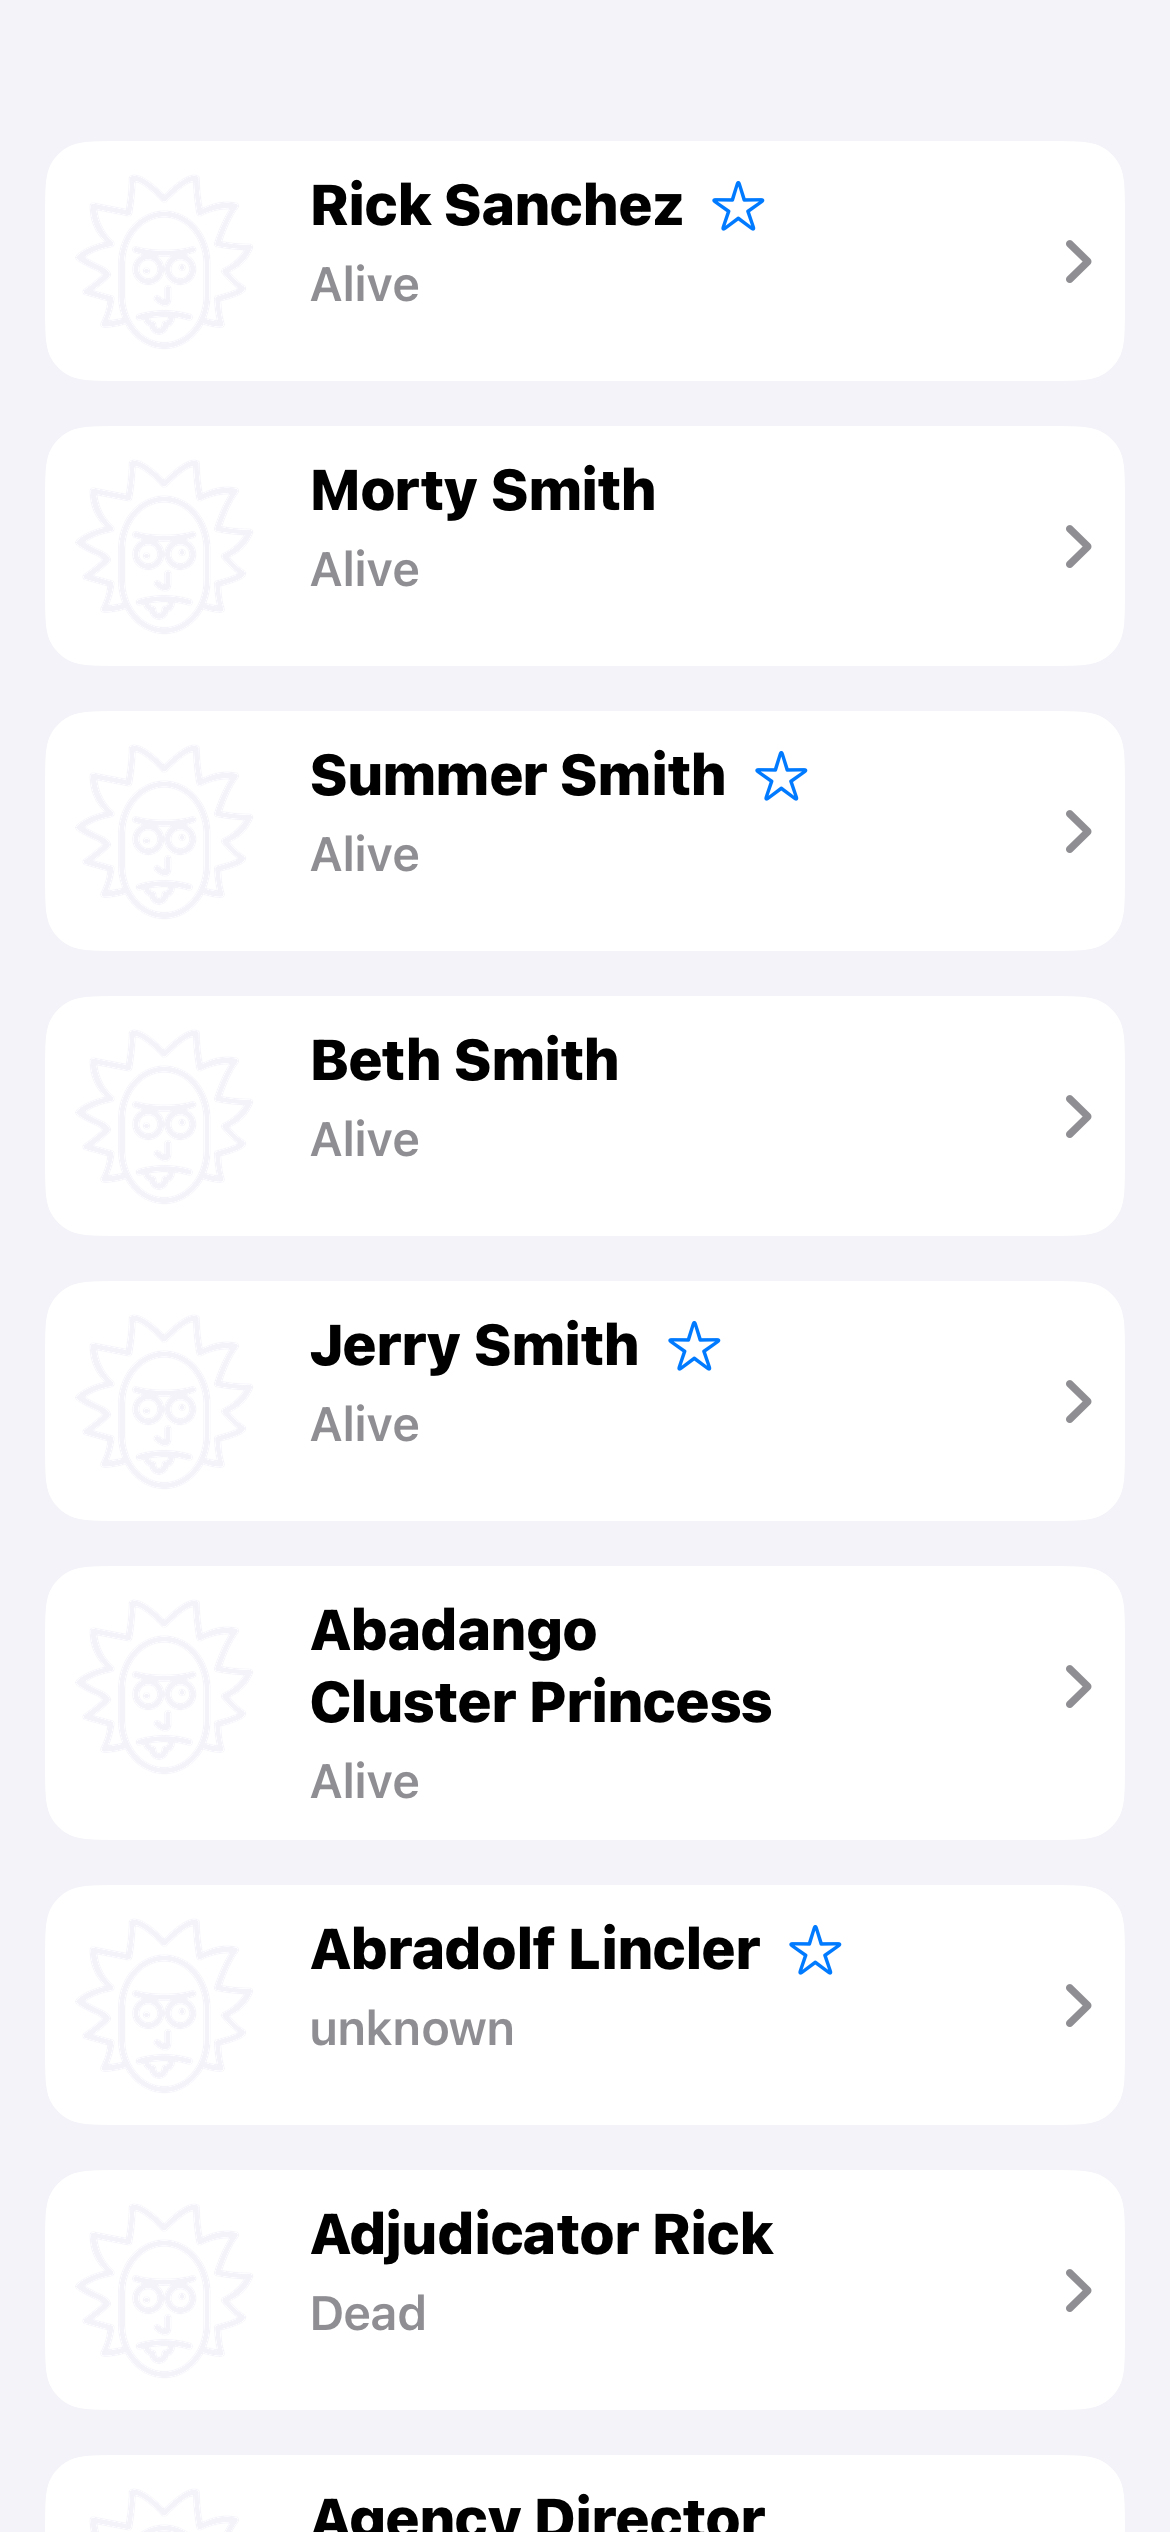 Rick Sanchez
Alive
Morty Smith
Alive
Summer Smith
Alive
Beth Smith
Alive
Jerry Smith
Alive
Abadango
Cluster Princess
Alive
Abradolf Lincler
unknown
Adjudicator Rick
Dead
Agency Director